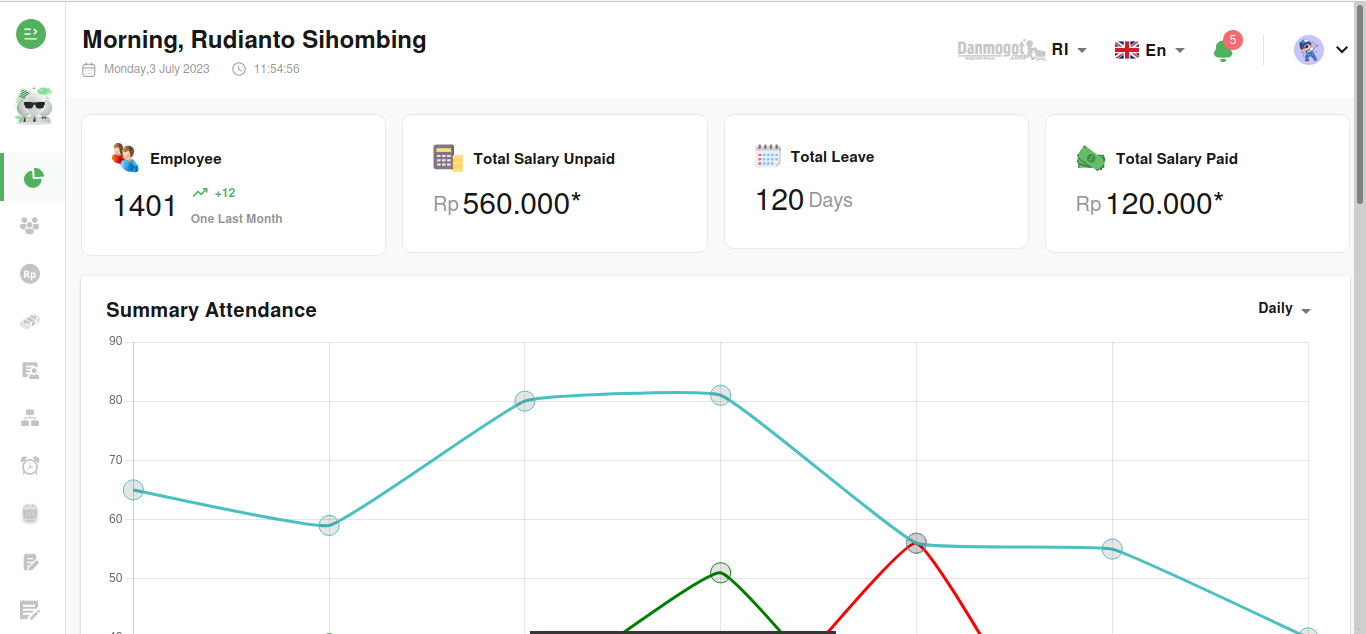 Morning, Rudianto Sihombing
Monday,3 July 2023 11:54:56
Danmogot RI
En
5
Employee
1401 +12
One Last Month
Total Salary Unpaid
Rp 560.000*
Total Leave
120 Days
Total Salary Paid
Rp 120.000*
Summary Attendance
Daily
90
80
70
60
50
Rp